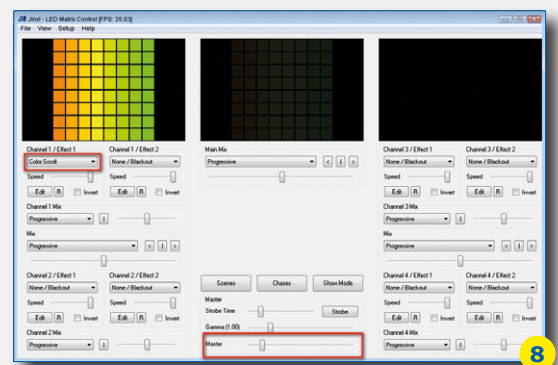 Jinx! - LED Matrix Control [FPS: 25.03]
File View Setup Help
Channel 1 / Effect 1
Channel 1 / Effect 2
Color Scroll
None / Blackout
Speed
Speed
Edit R Invert
Edit R Invert
Channel 1 Mix
Progressive I
Mix
Progressive < I >
Channel 2 / Effect 1
Channel 2 / Effect 2
None / Blackout
None / Blackout
Speed
Speed
Edit R Invert
Edit R Invert
Channel 2 Mix
Progressive I
Main Mix
Progressive < I >
Scenes
Chases
Show Mode
Master
Strobe Time
Strobe
Gamma (1.00)
Master
Channel 3 / Effect 1
Channel 3 / Effect 2
None / Blackout
None / Blackout
Speed
Speed
Edit R Invert
Edit R Invert
Channel 3 Mix
Progressive I
Mix
Progressive < I >
Channel 4 / Effect 1
Channel 4 / Effect 2
None / Blackout
None / Blackout
Speed
Speed
Edit R Invert
Edit R Invert
Channel 4 Mix
Progressive I
8